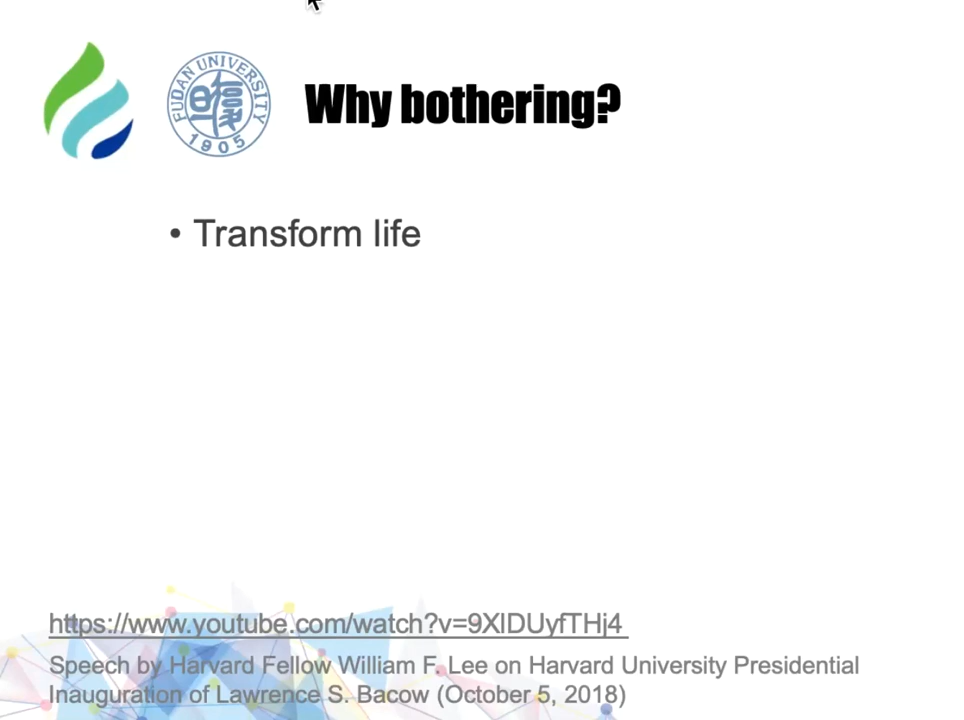 FUDAN UNIVERSITY
1905
Why bothering?
• Transform life
https://www.youtube.com/watch?v=9XlDUyfTHj4
Speech by Harvard Fellow William F. Lee on Harvard University Presidential
Inauguration of Lawrence S. Bacow (October 5, 2018)